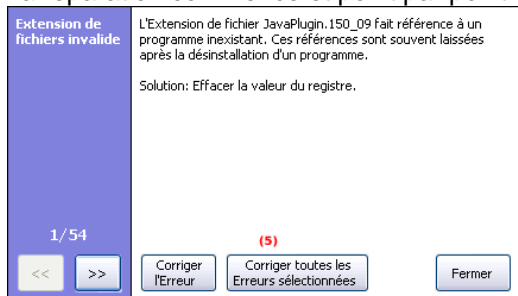 Extension de
fichiers invalide
L'Extension de fichier JavaPlugin.150_09 fait référence à un
programme inexistant. Ces références sont souvent laissées
après la désinstallation d'un programme.
Solution: Effacer la valeur du registre.
1/54
(5)
<<
>>
Corriger
l'Erreur
Corriger toutes les
Erreurs sélectionnées
Fermer